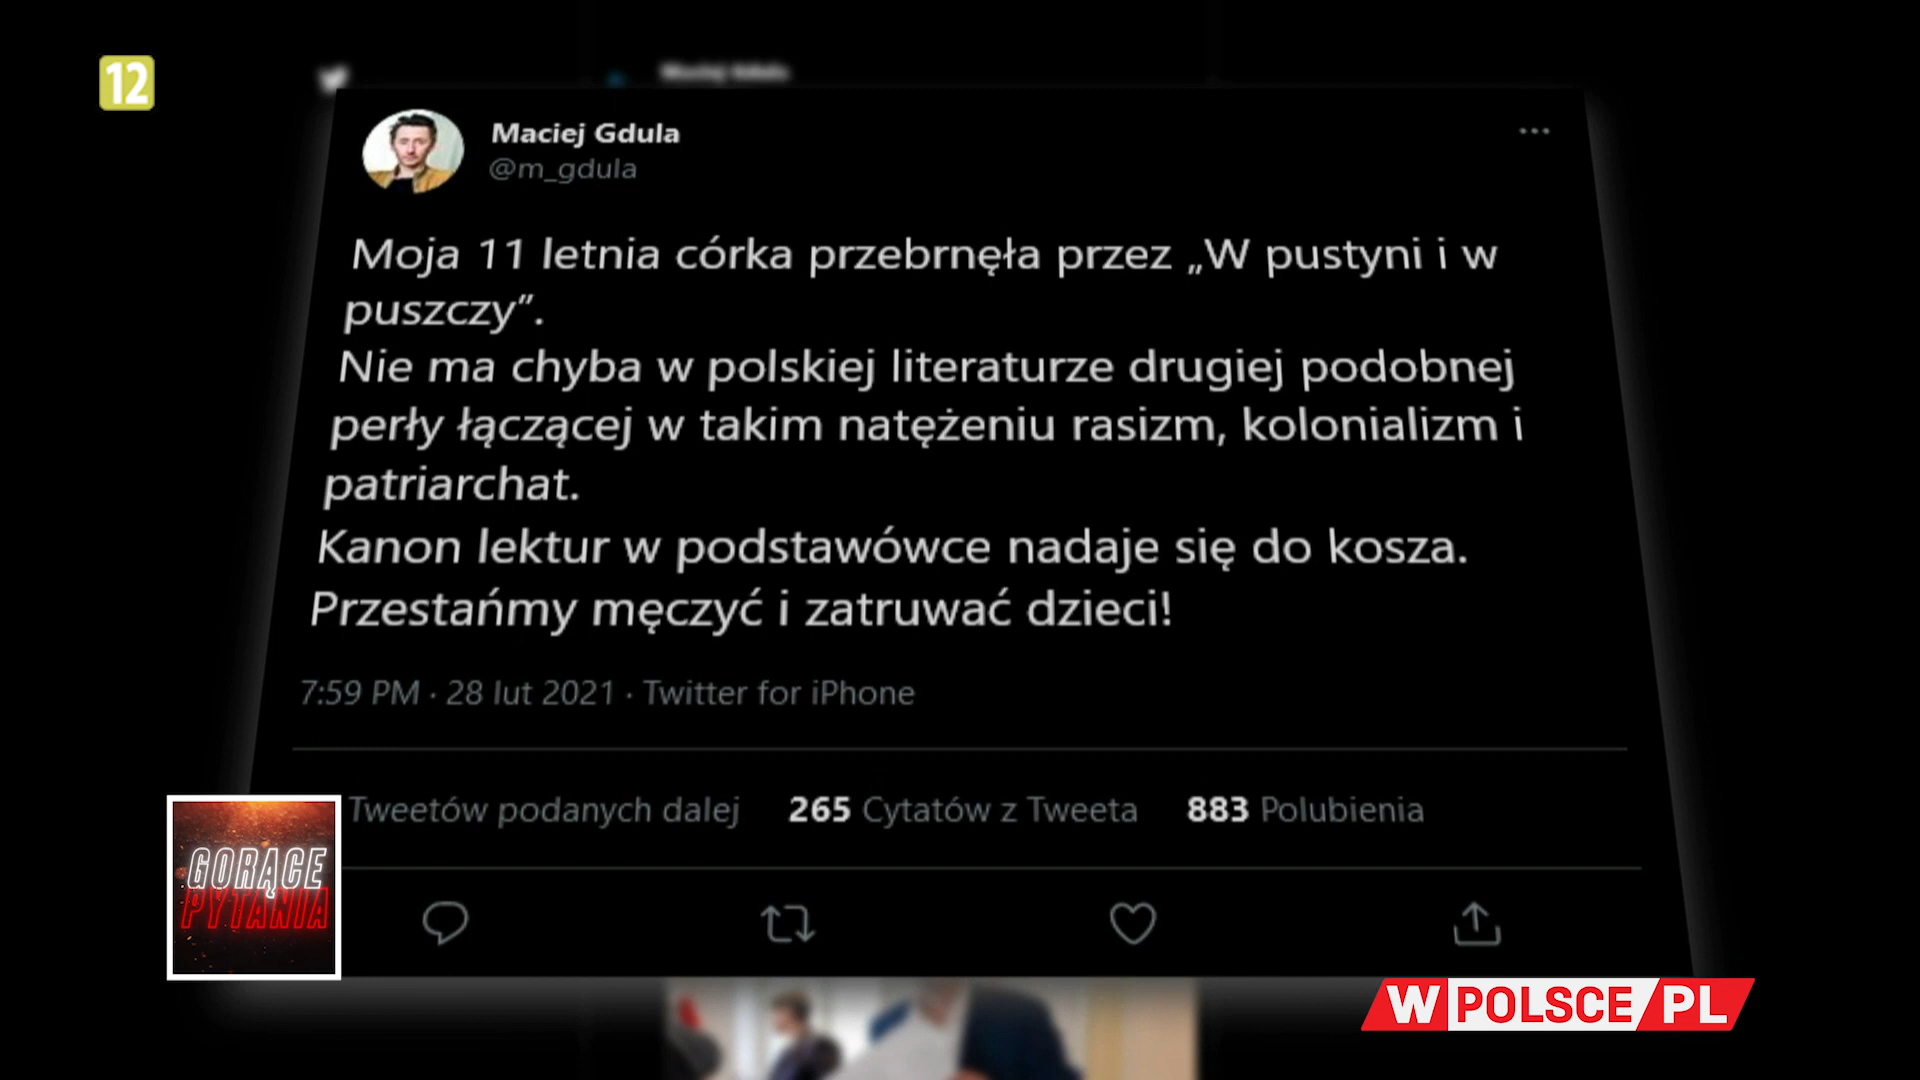 12
Maciej Gdula
Maciej Gdula
@m_gdula
Moja 11 letnia córka przebrnęła przez „W pustyni i w
puszczy”.
Nie ma chyba w polskiej literaturze drugiej podobnej
perły łączącej w takim natężeniu rasizm, kolonializm i
patriarchat.
Kanon lektur w podstawówce nadaje się do kosza.
Przestańmy męczyć i zatruwać dzieci!
7:59 PM · 28 lut 2021 · Twitter for iPhone
Tweetów podanych dalej 265 Cytatów z Tweeta 883 Polubienia
GORĄCE
PYTANIA
WPOLSCE/PL